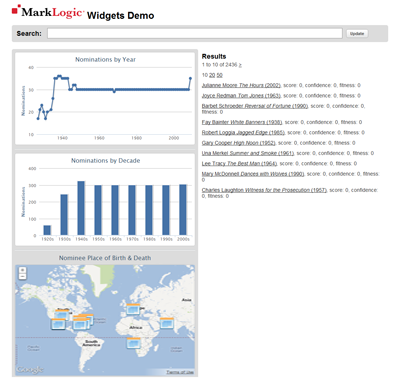 MarkLogic Widgets Demo
Search: Update
Nominations by Year
Nominations
40
30
20
10
1940 1960 1980 2000
Nominations by Decade
Nominations
400
300
200
100
0
1920s 1930s 1940s 1950s 1960s 1970s 1980s 1990s 2000s
Nominee Place of Birth & Death
North
Asia
Africa
South
America
Google
Terms of Use
Results
1 to 10 of 2436 >
10 20 50
Julianne Moore The Hours (2002), score: 0, confidence: 0, fitness: 0
Joyce Redman Tom Jones (1963), score: 0, confidence: 0, fitness: 0
Barbet Schroeder Reversal of Fortune (1990), score: 0, confidence: 0,
fitness: 0
Fay Bainter White Banners (1938), score: 0, confidence: 0, fitness: 0
Robert Loggia Jagged Edge (1985), score: 0, confidence: 0, fitness: 0
Gary Cooper High Noon (1952), score: 0, confidence: 0, fitness: 0
Una Merkel Summer and Smoke (1961), score: 0, confidence: 0, fitness: 0
Lee Tracy The Best Man (1964), score: 0, confidence: 0, fitness: 0
Mary McDonnell Dances with Wolves (1990), score: 0, confidence: 0, fitness:
0
Charles Laughton Witness for the Prosecution (1957), score: 0, confidence:
0, fitness: 0